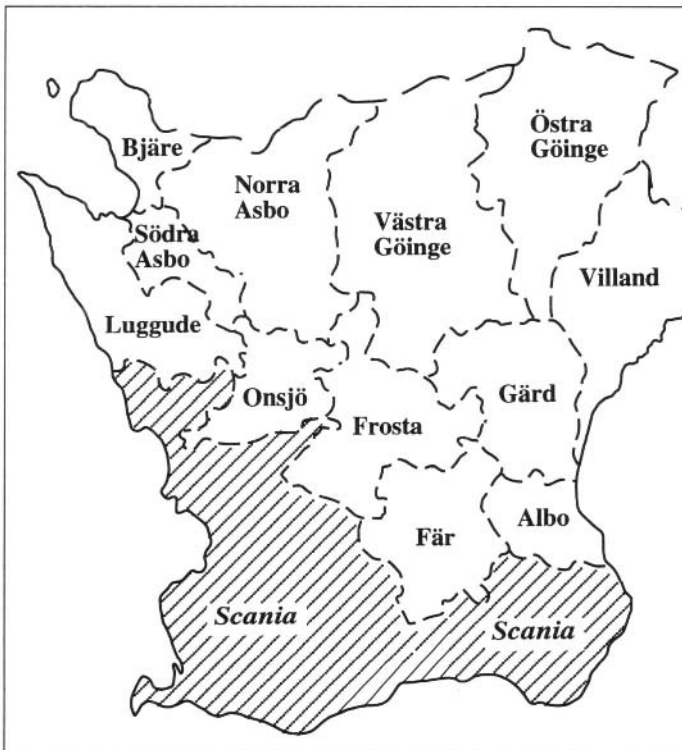 Bjäre
Östra
Göinge
Norra
Asbo
Västra
Göinge
Södra
Asbo
Villand
Luggude
Onsjö
Frosta
Gärd
Fär
Albo
Scania
Scania